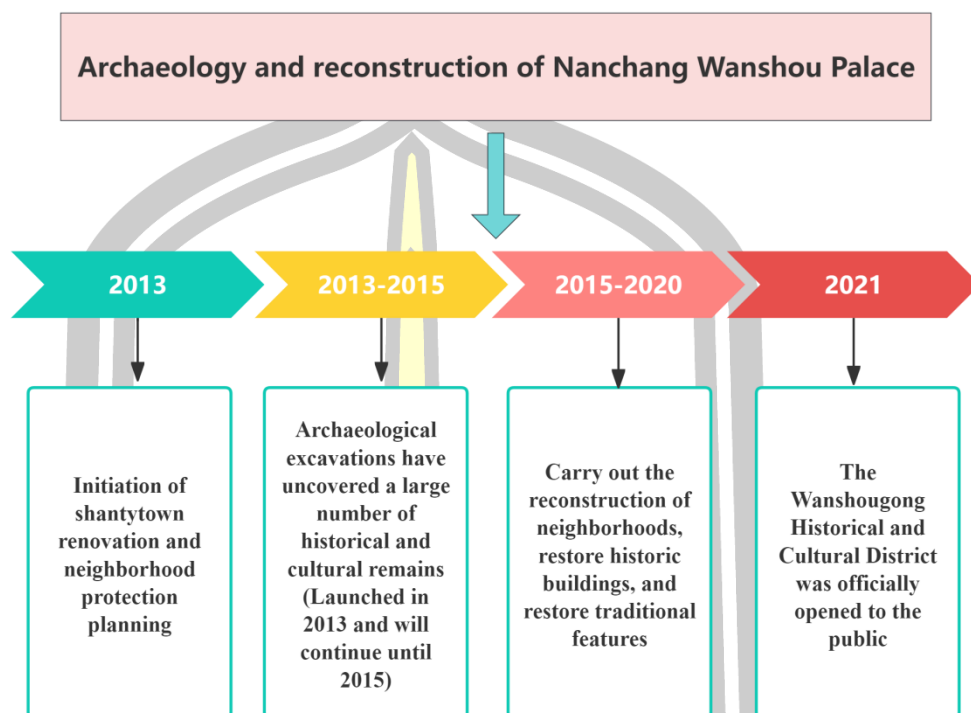 Archaeology and reconstruction of Nanchang Wanshou Palace
2013
2013-2015
2015-2020
2021
Initiation of
shantytown
renovation and
neighborhood
protection
planning
Archaeological
excavations have
uncovered a large
number of
historical and
cultural remains
(Launched in
2013 and will
continue until
2015)
Carry out the
reconstruction of
neighborhoods,
restore historic
buildings, and
restore traditional
features
The
Wanshougong
Historical and
Cultural District
was officially
opened to the
public